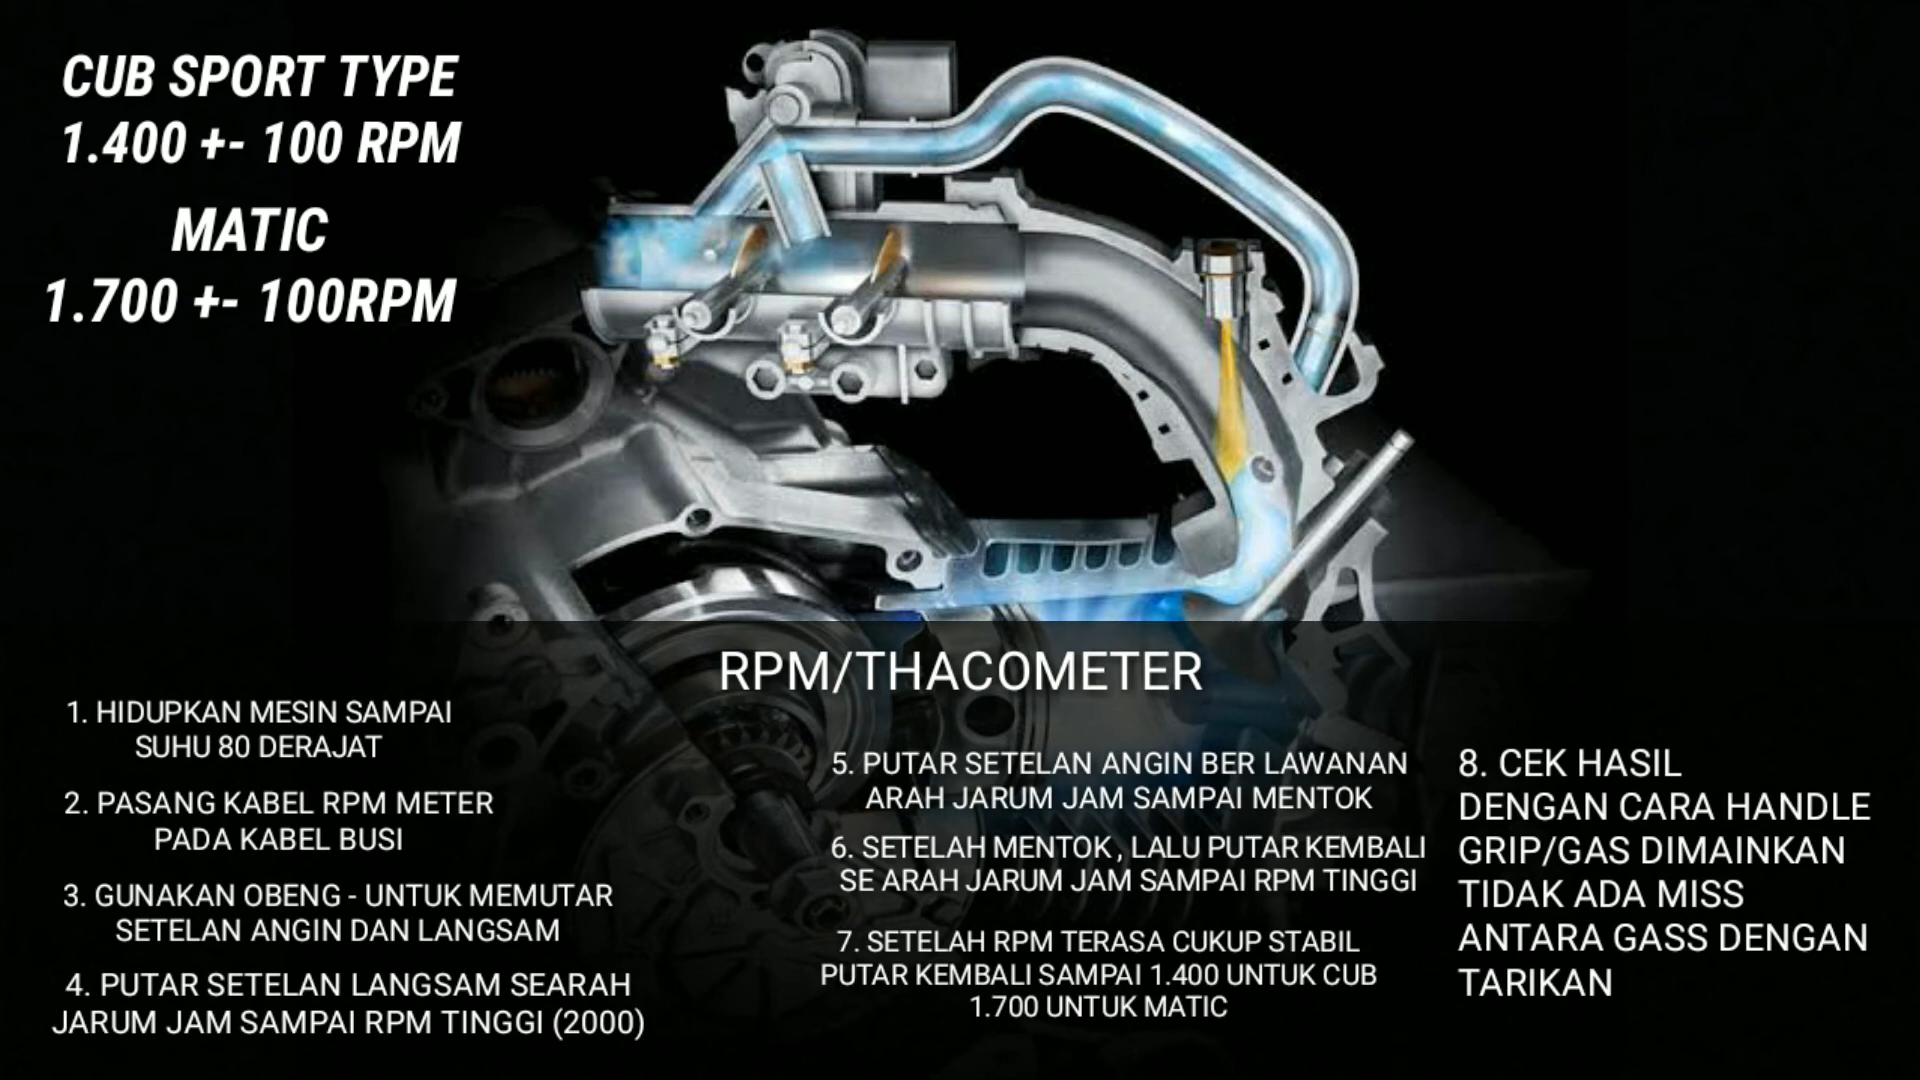 CUB SPORT TYPE
1.400 +- 100 RPM
MATIC
1.700 +- 100RPM
RPM/THACOMETER
1. HIDUPKAN MESIN SAMPAI
SUHU 80 DERAJAT
2. PASANG KABEL RPM METER
PADA KABEL BUSI
3. GUNAKAN OBENG - UNTUK MEMUTAR
SETELAN ANGIN DAN LANGSAM
4. PUTAR SETELAN LANGSAM SEARAH
JARUM JAM SAMPAI RPM TINGGI (2000)
5. PUTAR SETELAN ANGIN BER LAWANAN
ARAH JARUM JAM SAMPAI MENTOK
6. SETELAH MENTOK, LALU PUTAR KEMBALI
SE ARAH JARUM JAM SAMPAI RPM TINGGI
7. SETELAH RPM TERASA CUKUP STABIL
PUTAR KEMBALI SAMPAI 1.400 UNTUK CUB
1.700 UNTUK MATIC
8. CEK HASIL
DENGAN CARA HANDLE
GRIP/GAS DIMAINKAN
TIDAK ADA MISS
ANTARA GASS DENGAN
TARIKAN